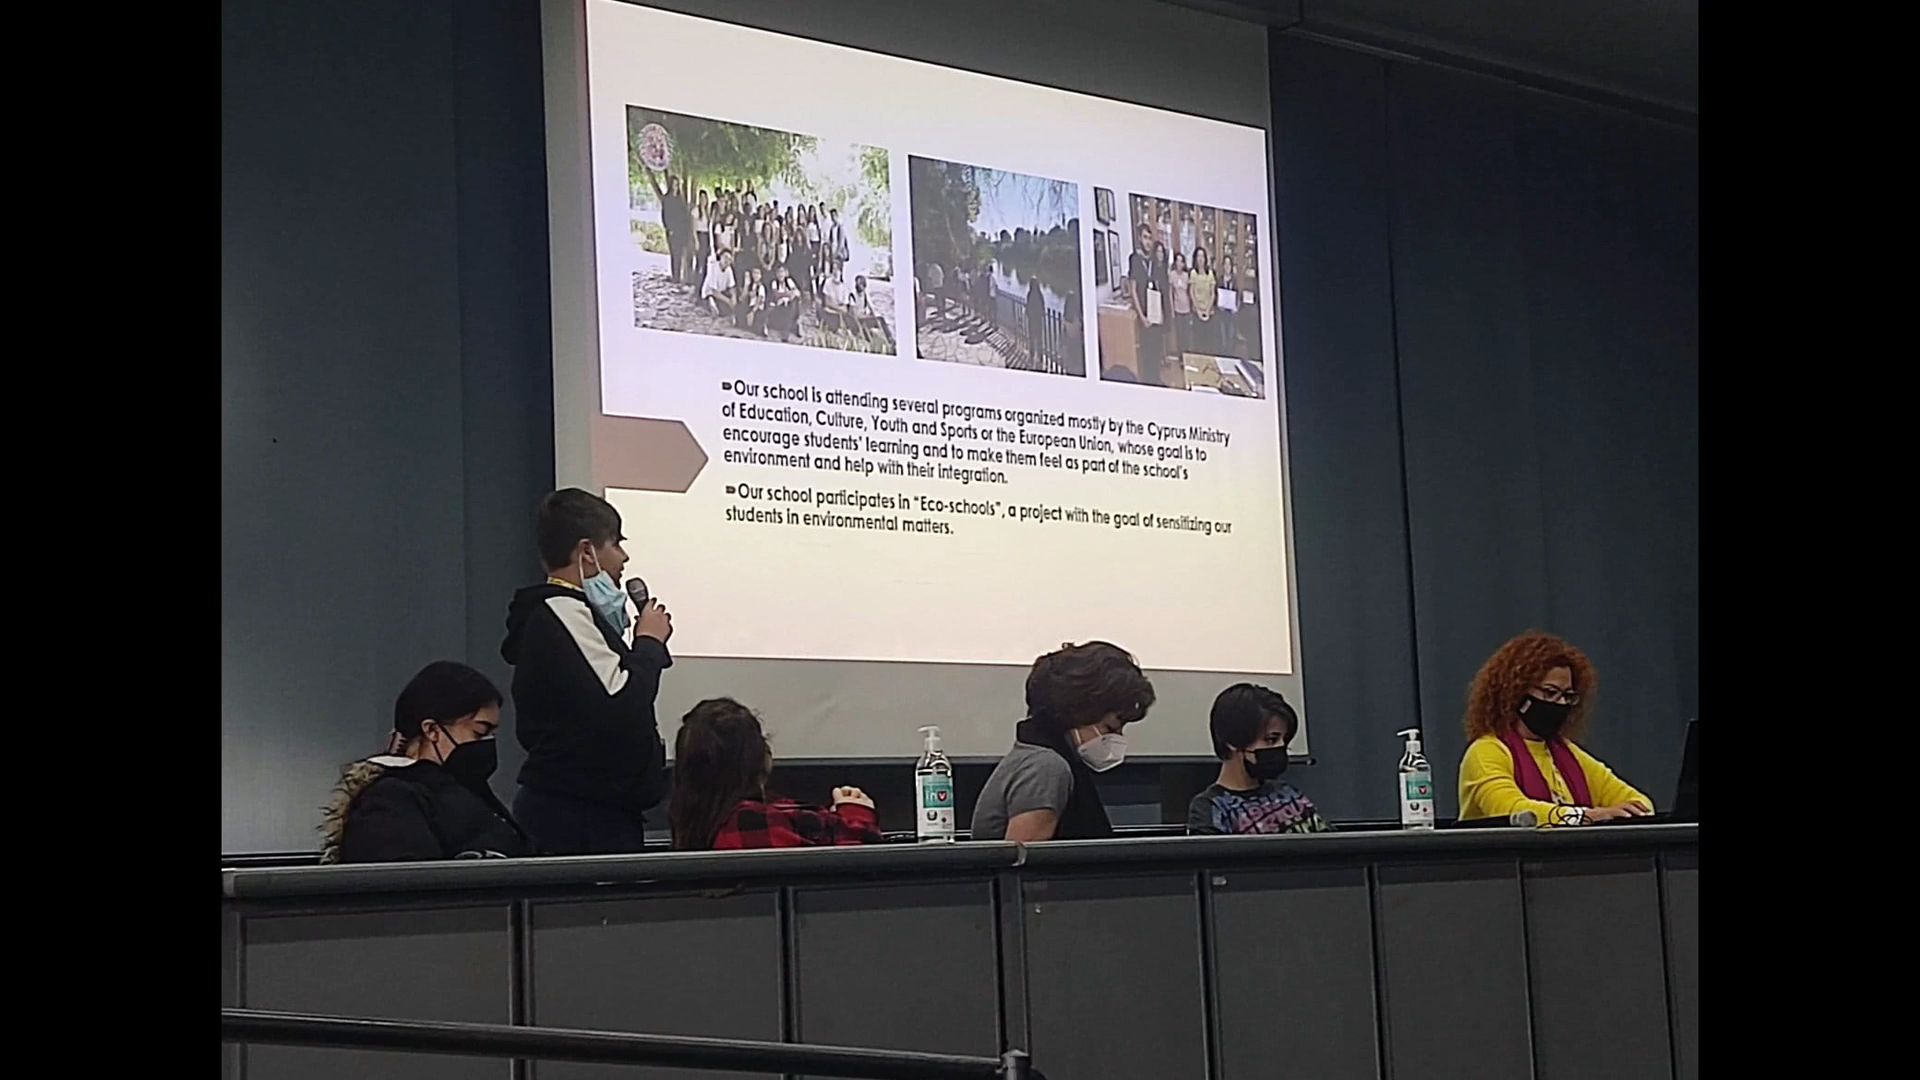 Our school is attending several programs organized mostly by the Cyprus Ministry
of Education, Culture, Youth and Sports or the European Union, whose goal is to
encourage students' learning and to make them feel as part of the school's
environment and help with their integration.
Our school participates in "Eco-schools", a project with the goal of sensitizing our
students in environmental matters.
inv
inv